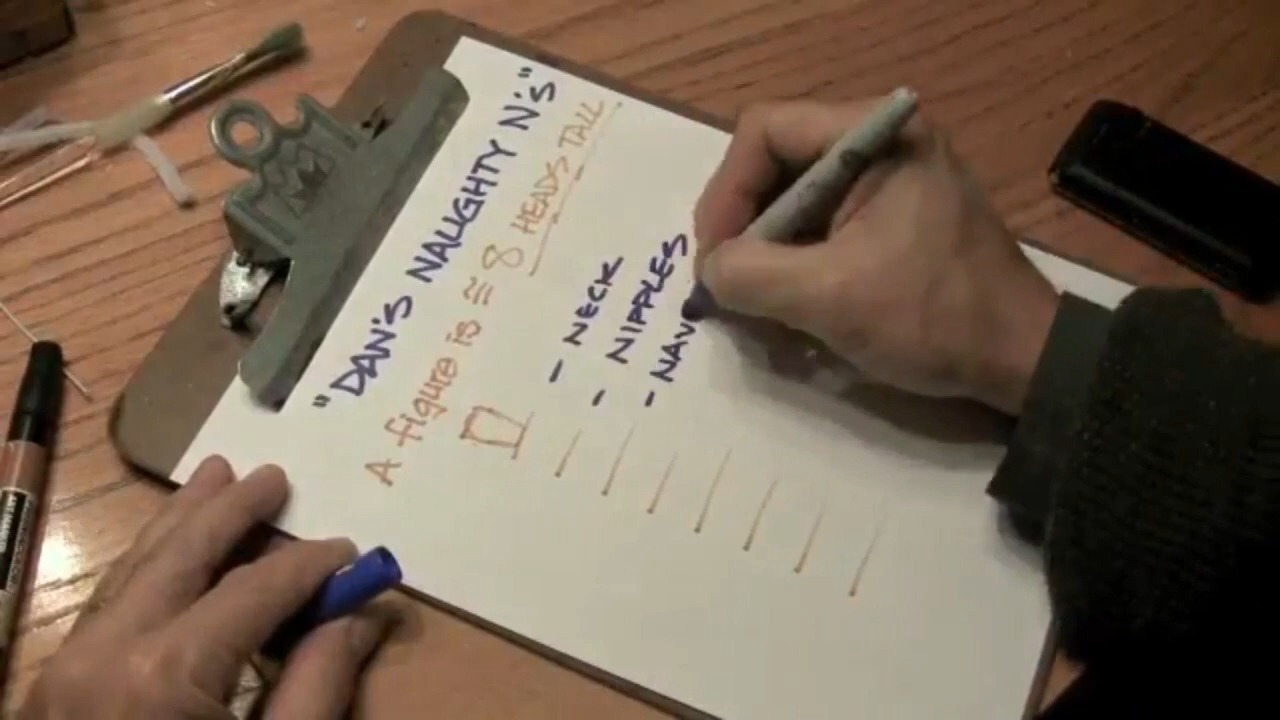 "DAN'S NAUGHTY N's"
A figure is ≅ 8 HEADS TALL
- NECK
- NIPPLES
- NAV